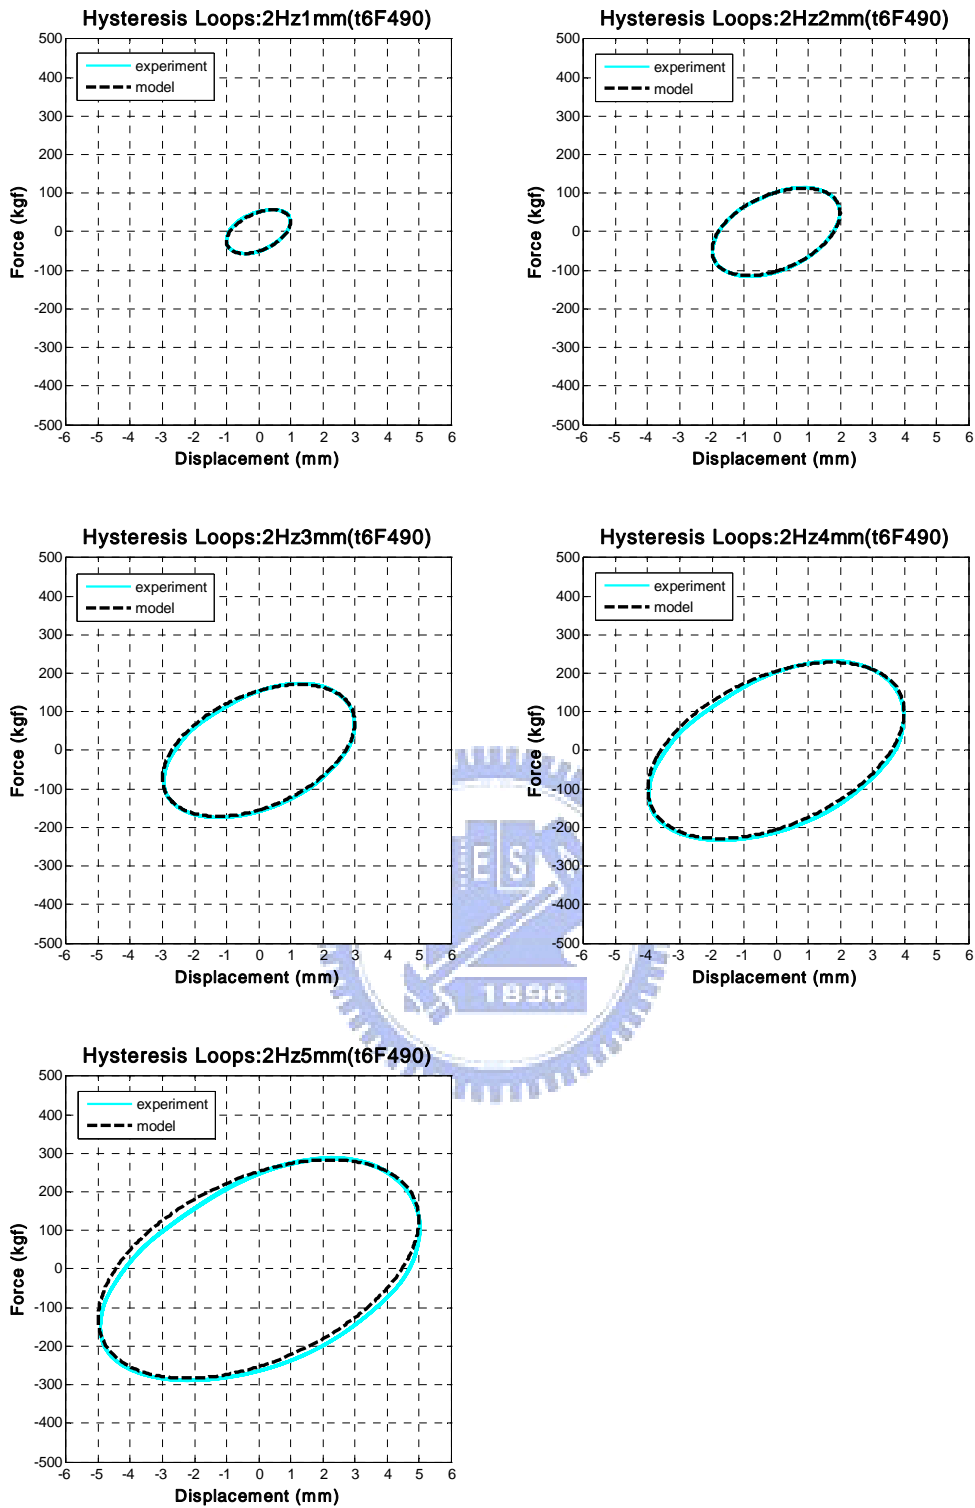 Hysteresis Loops:2Hz1mm(t6F490)
500
400
300
200
100
0
-100
-200
-300
-400
-500
Force (kgf)
experiment
model
-6 -5 -4 -3 -2 -1 0 1 2 3 4 5 6
Displacement (mm)
Hysteresis Loops:2Hz2mm(t6F490)
500
400
300
200
100
0
-100
-200
-300
-400
-500
Force (kgf)
experiment
model
-6 -5 -4 -3 -2 -1 0 1 2 3 4 5 6
Displacement (mm)
Hysteresis Loops:2Hz3mm(t6F490)
500
400
300
200
100
0
-100
-200
-300
-400
-500
Force (kgf)
experiment
model
-6 -5 -4 -3 -2 -1 0 1 2 3 4 5 6
Displacement (mm)
Hysteresis Loops:2Hz4mm(t6F490)
500
400
300
200
100
0
-100
-200
-300
-400
-500
Force (kgf)
experiment
model
-6 -5 -4 -3 -2 -1 0 1 2 3 4 5 6
Displacement (mm)
ES
1896
Hysteresis Loops:2Hz5mm(t6F490)
500
400
300
200
100
0
-100
-200
-300
-400
-500
Force (kgf)
experiment
model
-6 -5 -4 -3 -2 -1 0 1 2 3 4 5 6
Displacement (mm)